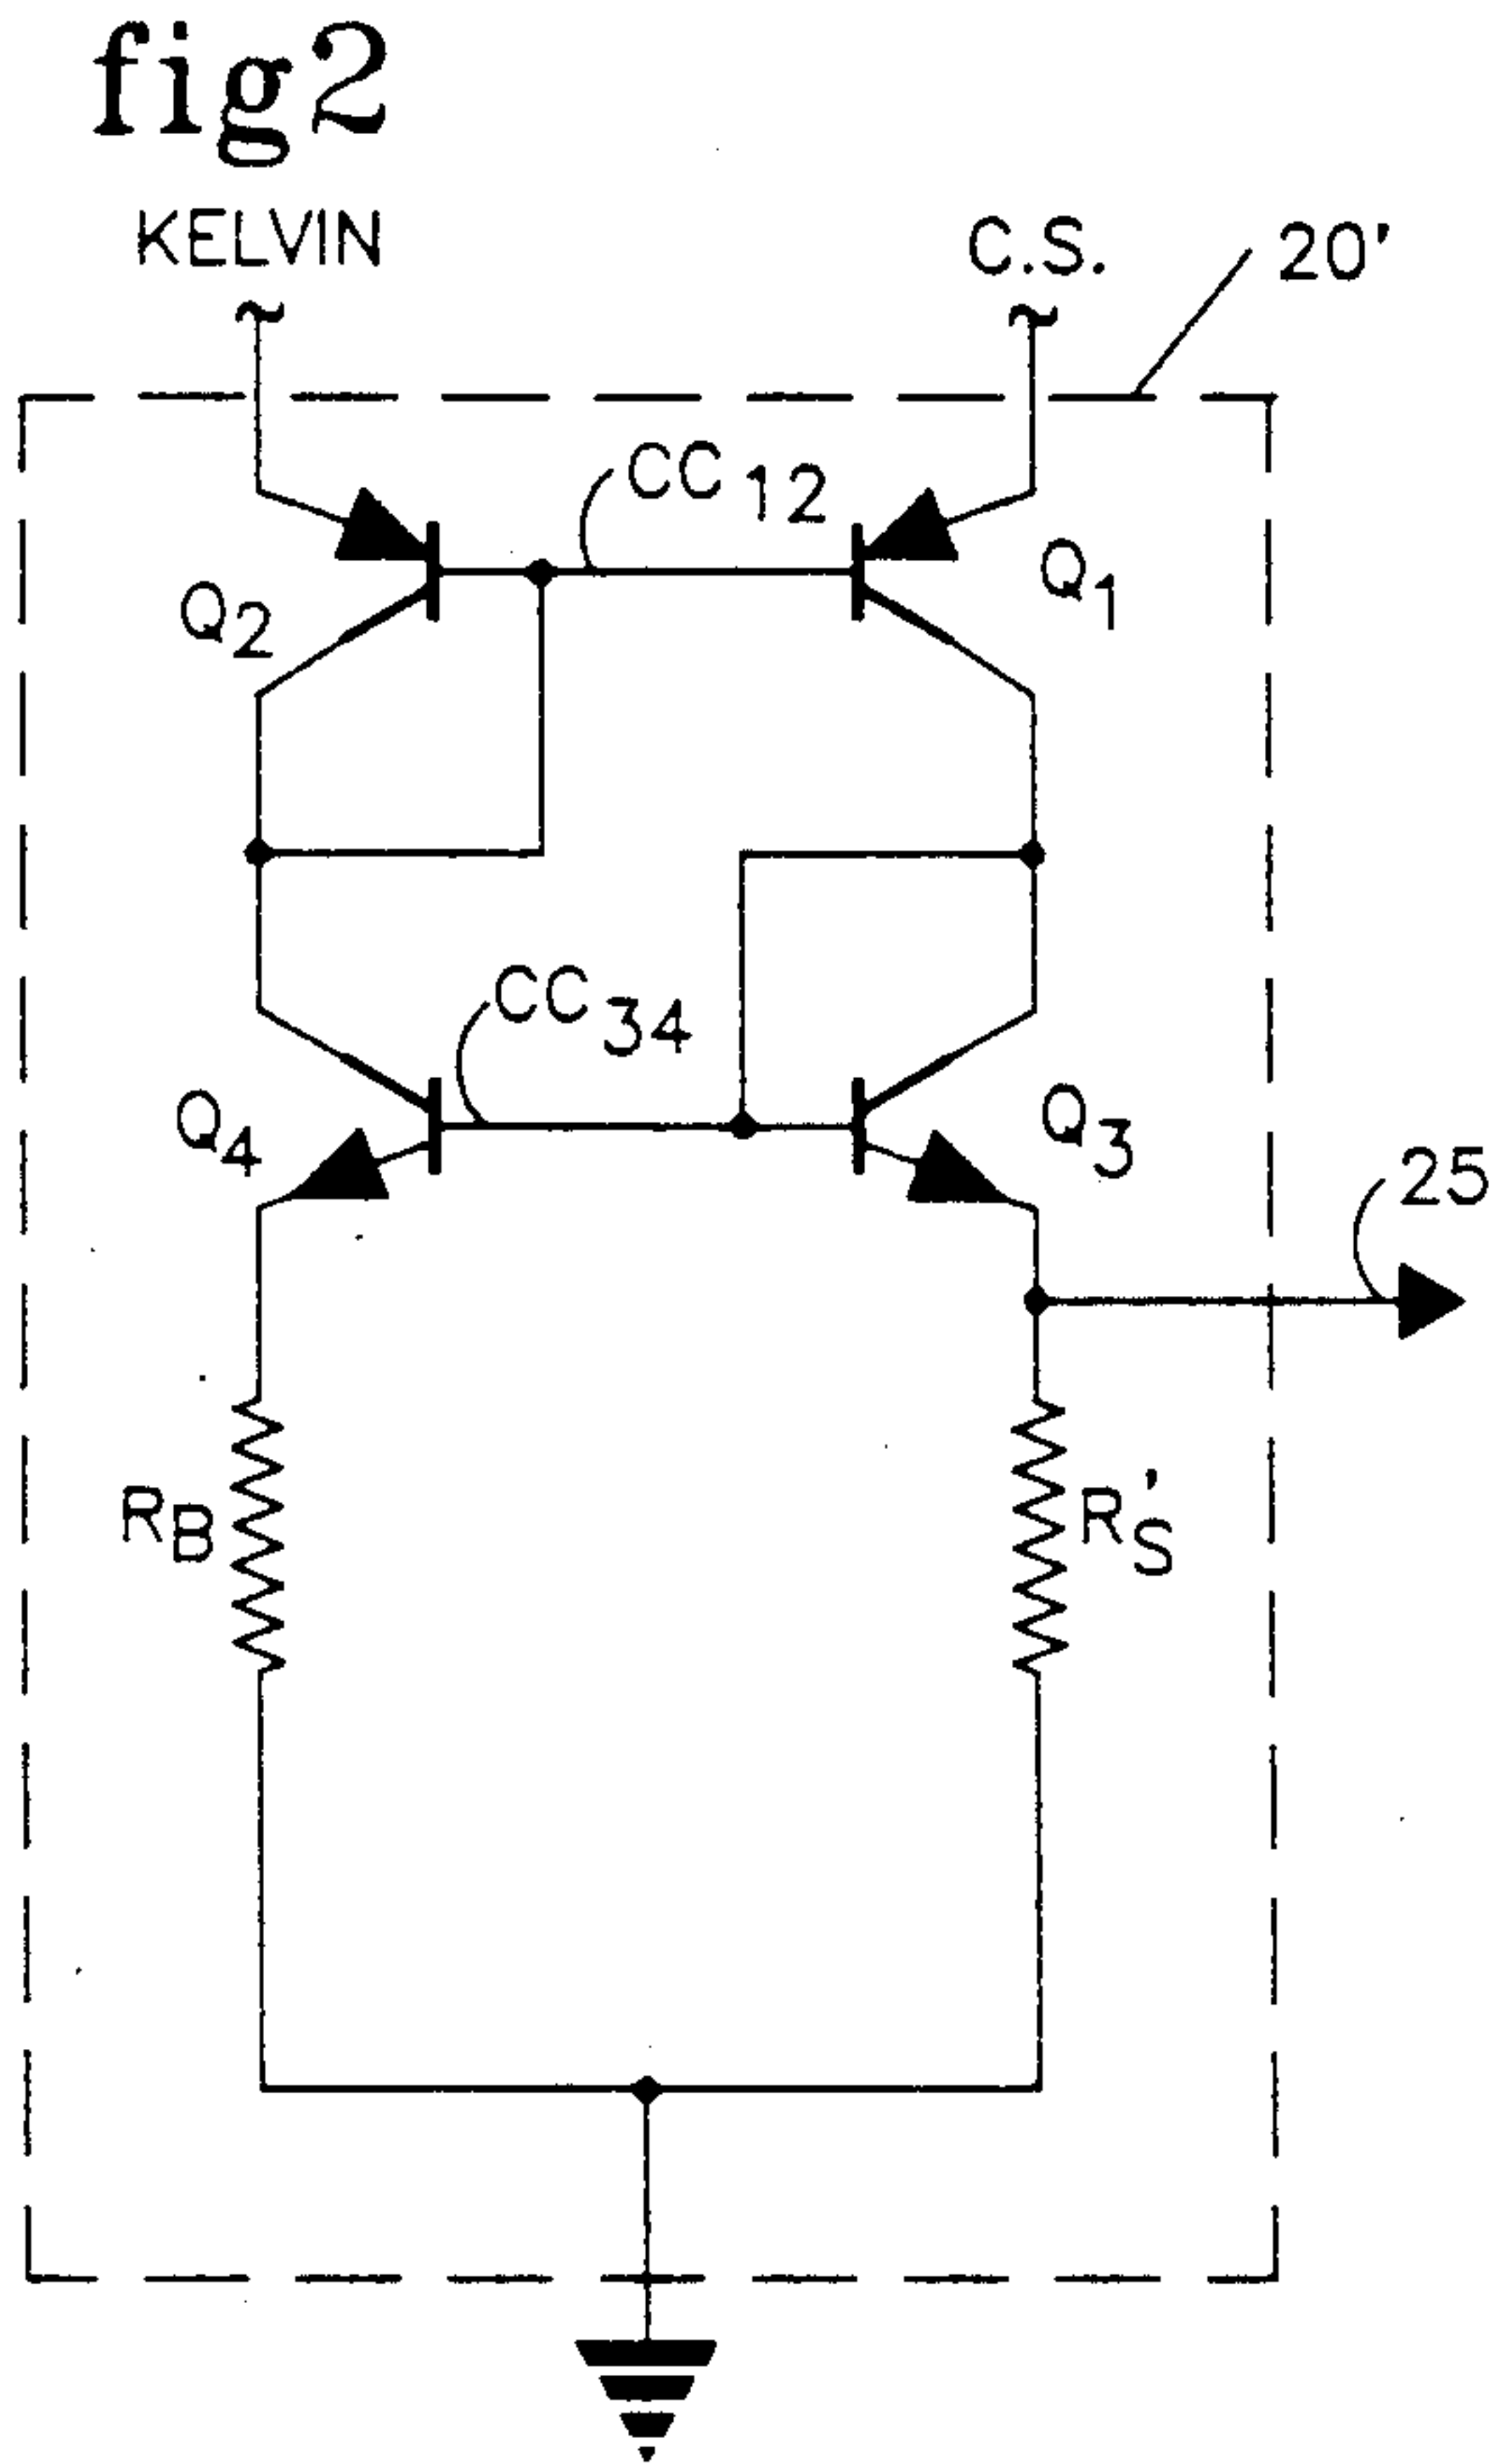 fig2
KELVIN
C.S.
20'
CC12
Q2
Q1
CC34
Q4
Q3
25
RB
R'S